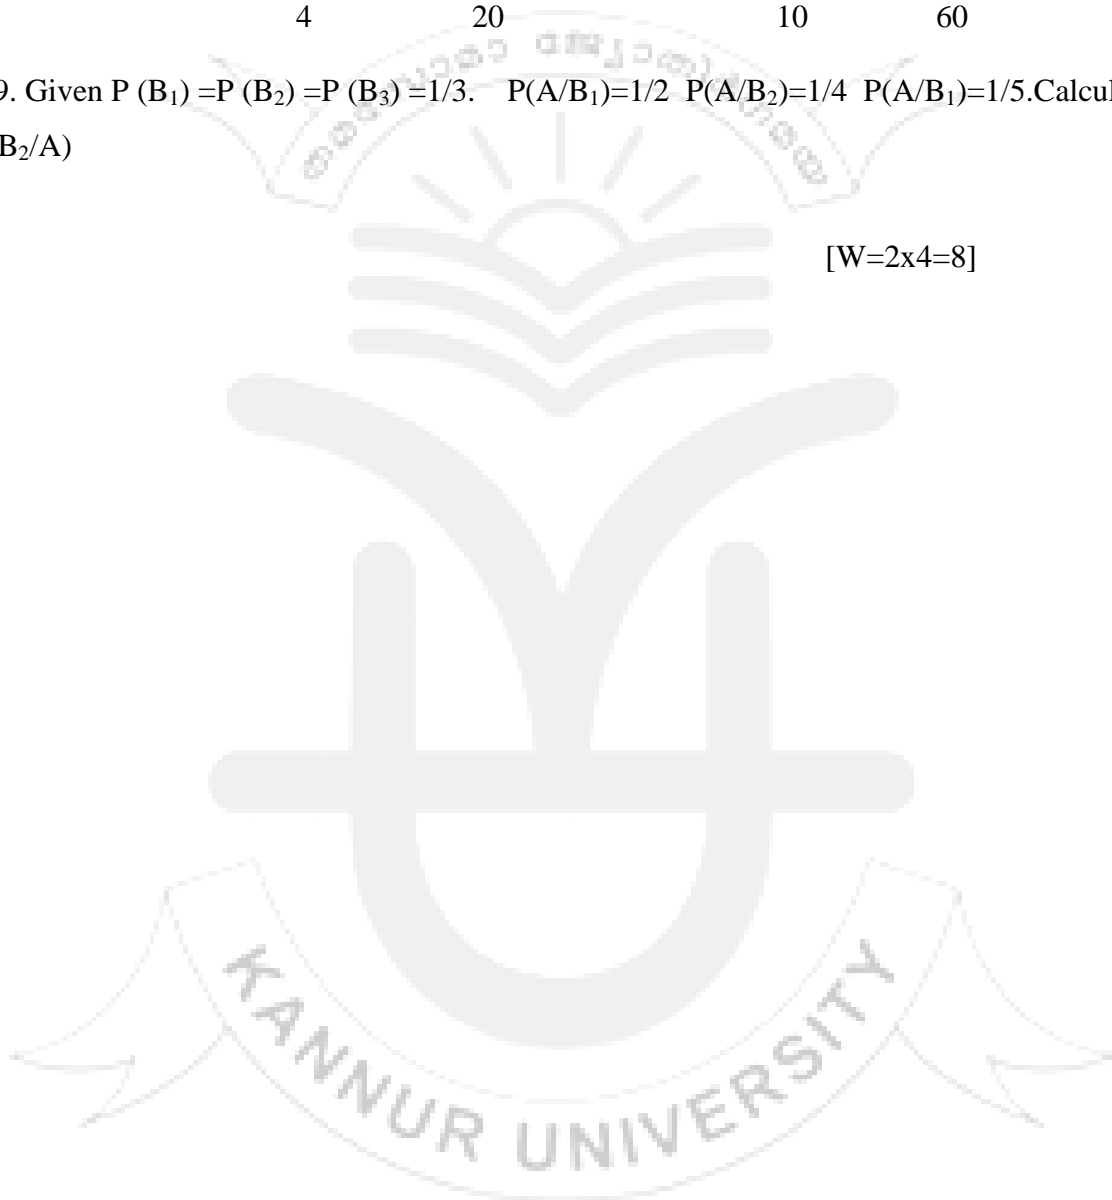 4 20 10 60
9. Given P (B₁) =P (B₂) =P (B₃) =1/3. P(A/B₁)=1/2 P(A/B₂)=1/4 P(A/B₁)=1/5.Calcul
B₂/A)
[W=2x4=8]
KANNUR UNIVERSITY